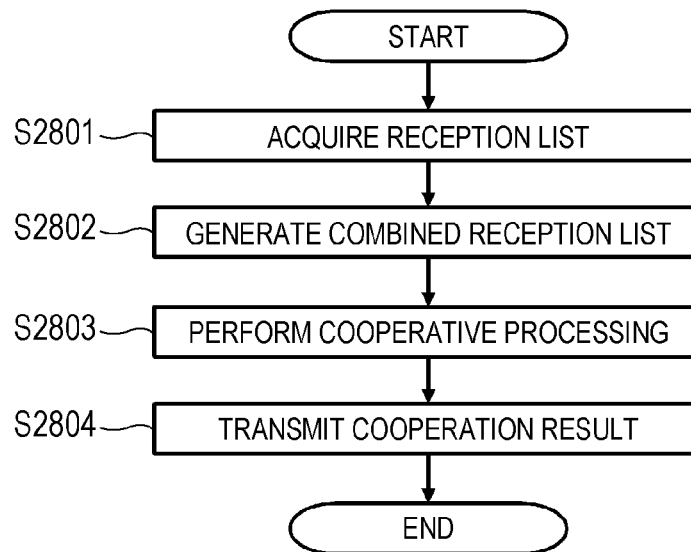 START
S2801 ACQUIRE RECEPTION LIST
S2802 GENERATE COMBINED RECEPTION LIST
S2803 PERFORM COOPERATIVE PROCESSING
S2804 TRANSMIT COOPERATION RESULT
END